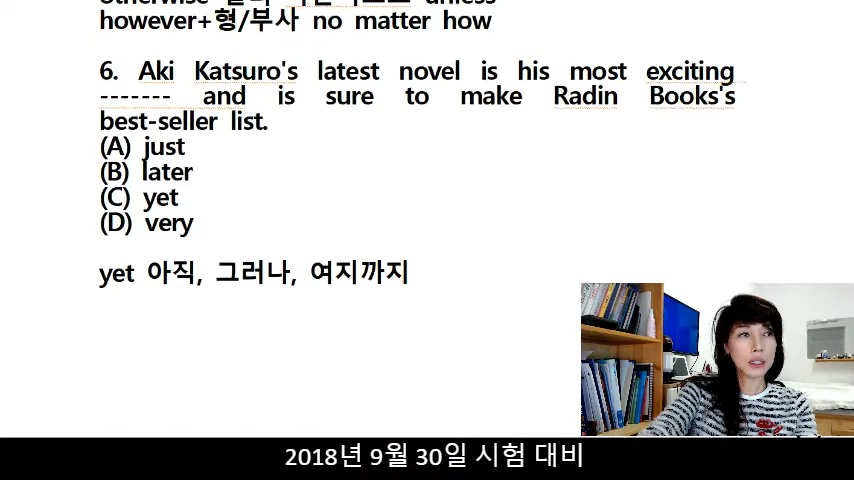 however+형/부사 no matter how
6. Aki Katsuro's latest novel is his most exciting
------- and is sure to make Radin Books's
best-seller list.
(A) just
(B) later
(C) yet
(D) very
yet 아직, 그러나, 여지까지
2018년 9월 30일 시험 대비